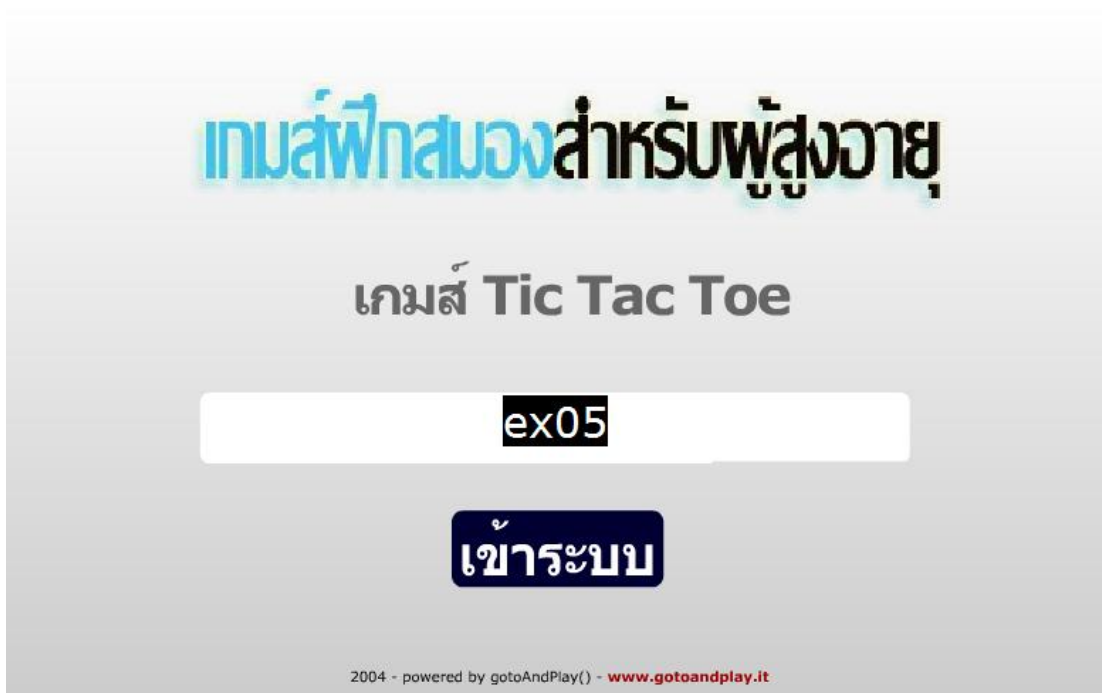 เกมส์ฝึกสมองสำหรับผู้สูงอายุ
เกมส์ Tic Tac Toe
ex05
เข้าระบบ
2004 - powered by gotoAndPlay() - www.gotoandplay.it